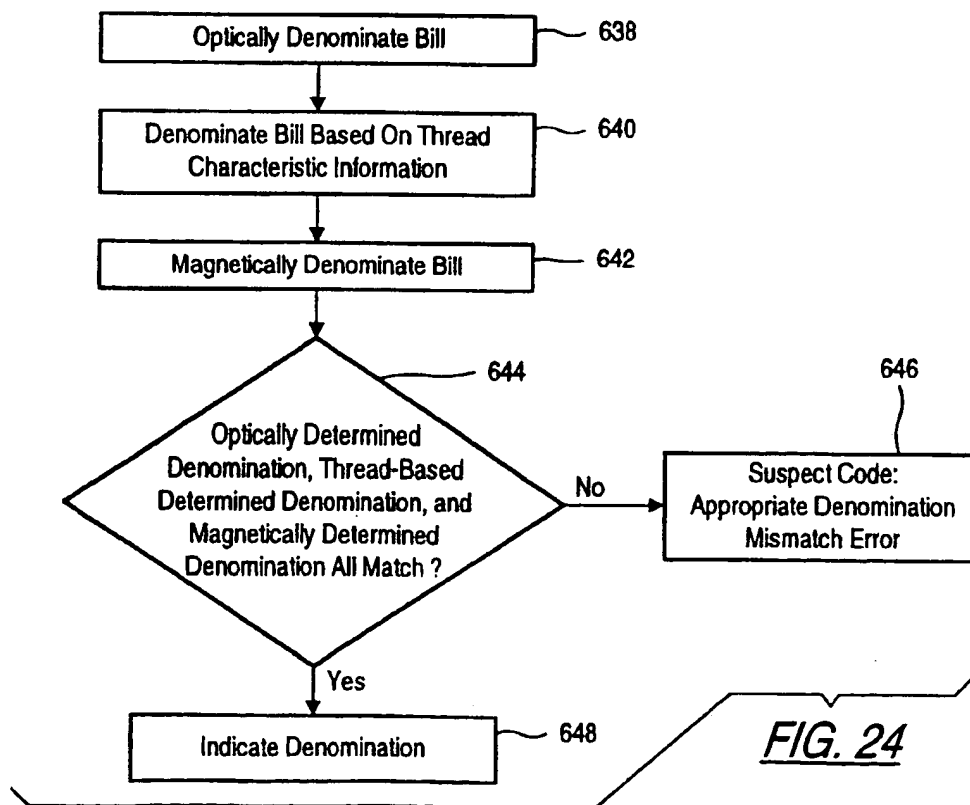 Optically Denominate Bill
638
Denominate Bill Based On Thread
Characteristic Information
640
Magnetically Denominate Bill
642
644
Optically Determined
Denomination, Thread-Based
Determined Denomination, and
Magnetically Determined
Denomination All Match ?
No
646
Suspect Code:
Appropriate Denomination
Mismatch Error
Yes
Indicate Denomination
648
FIG. 24